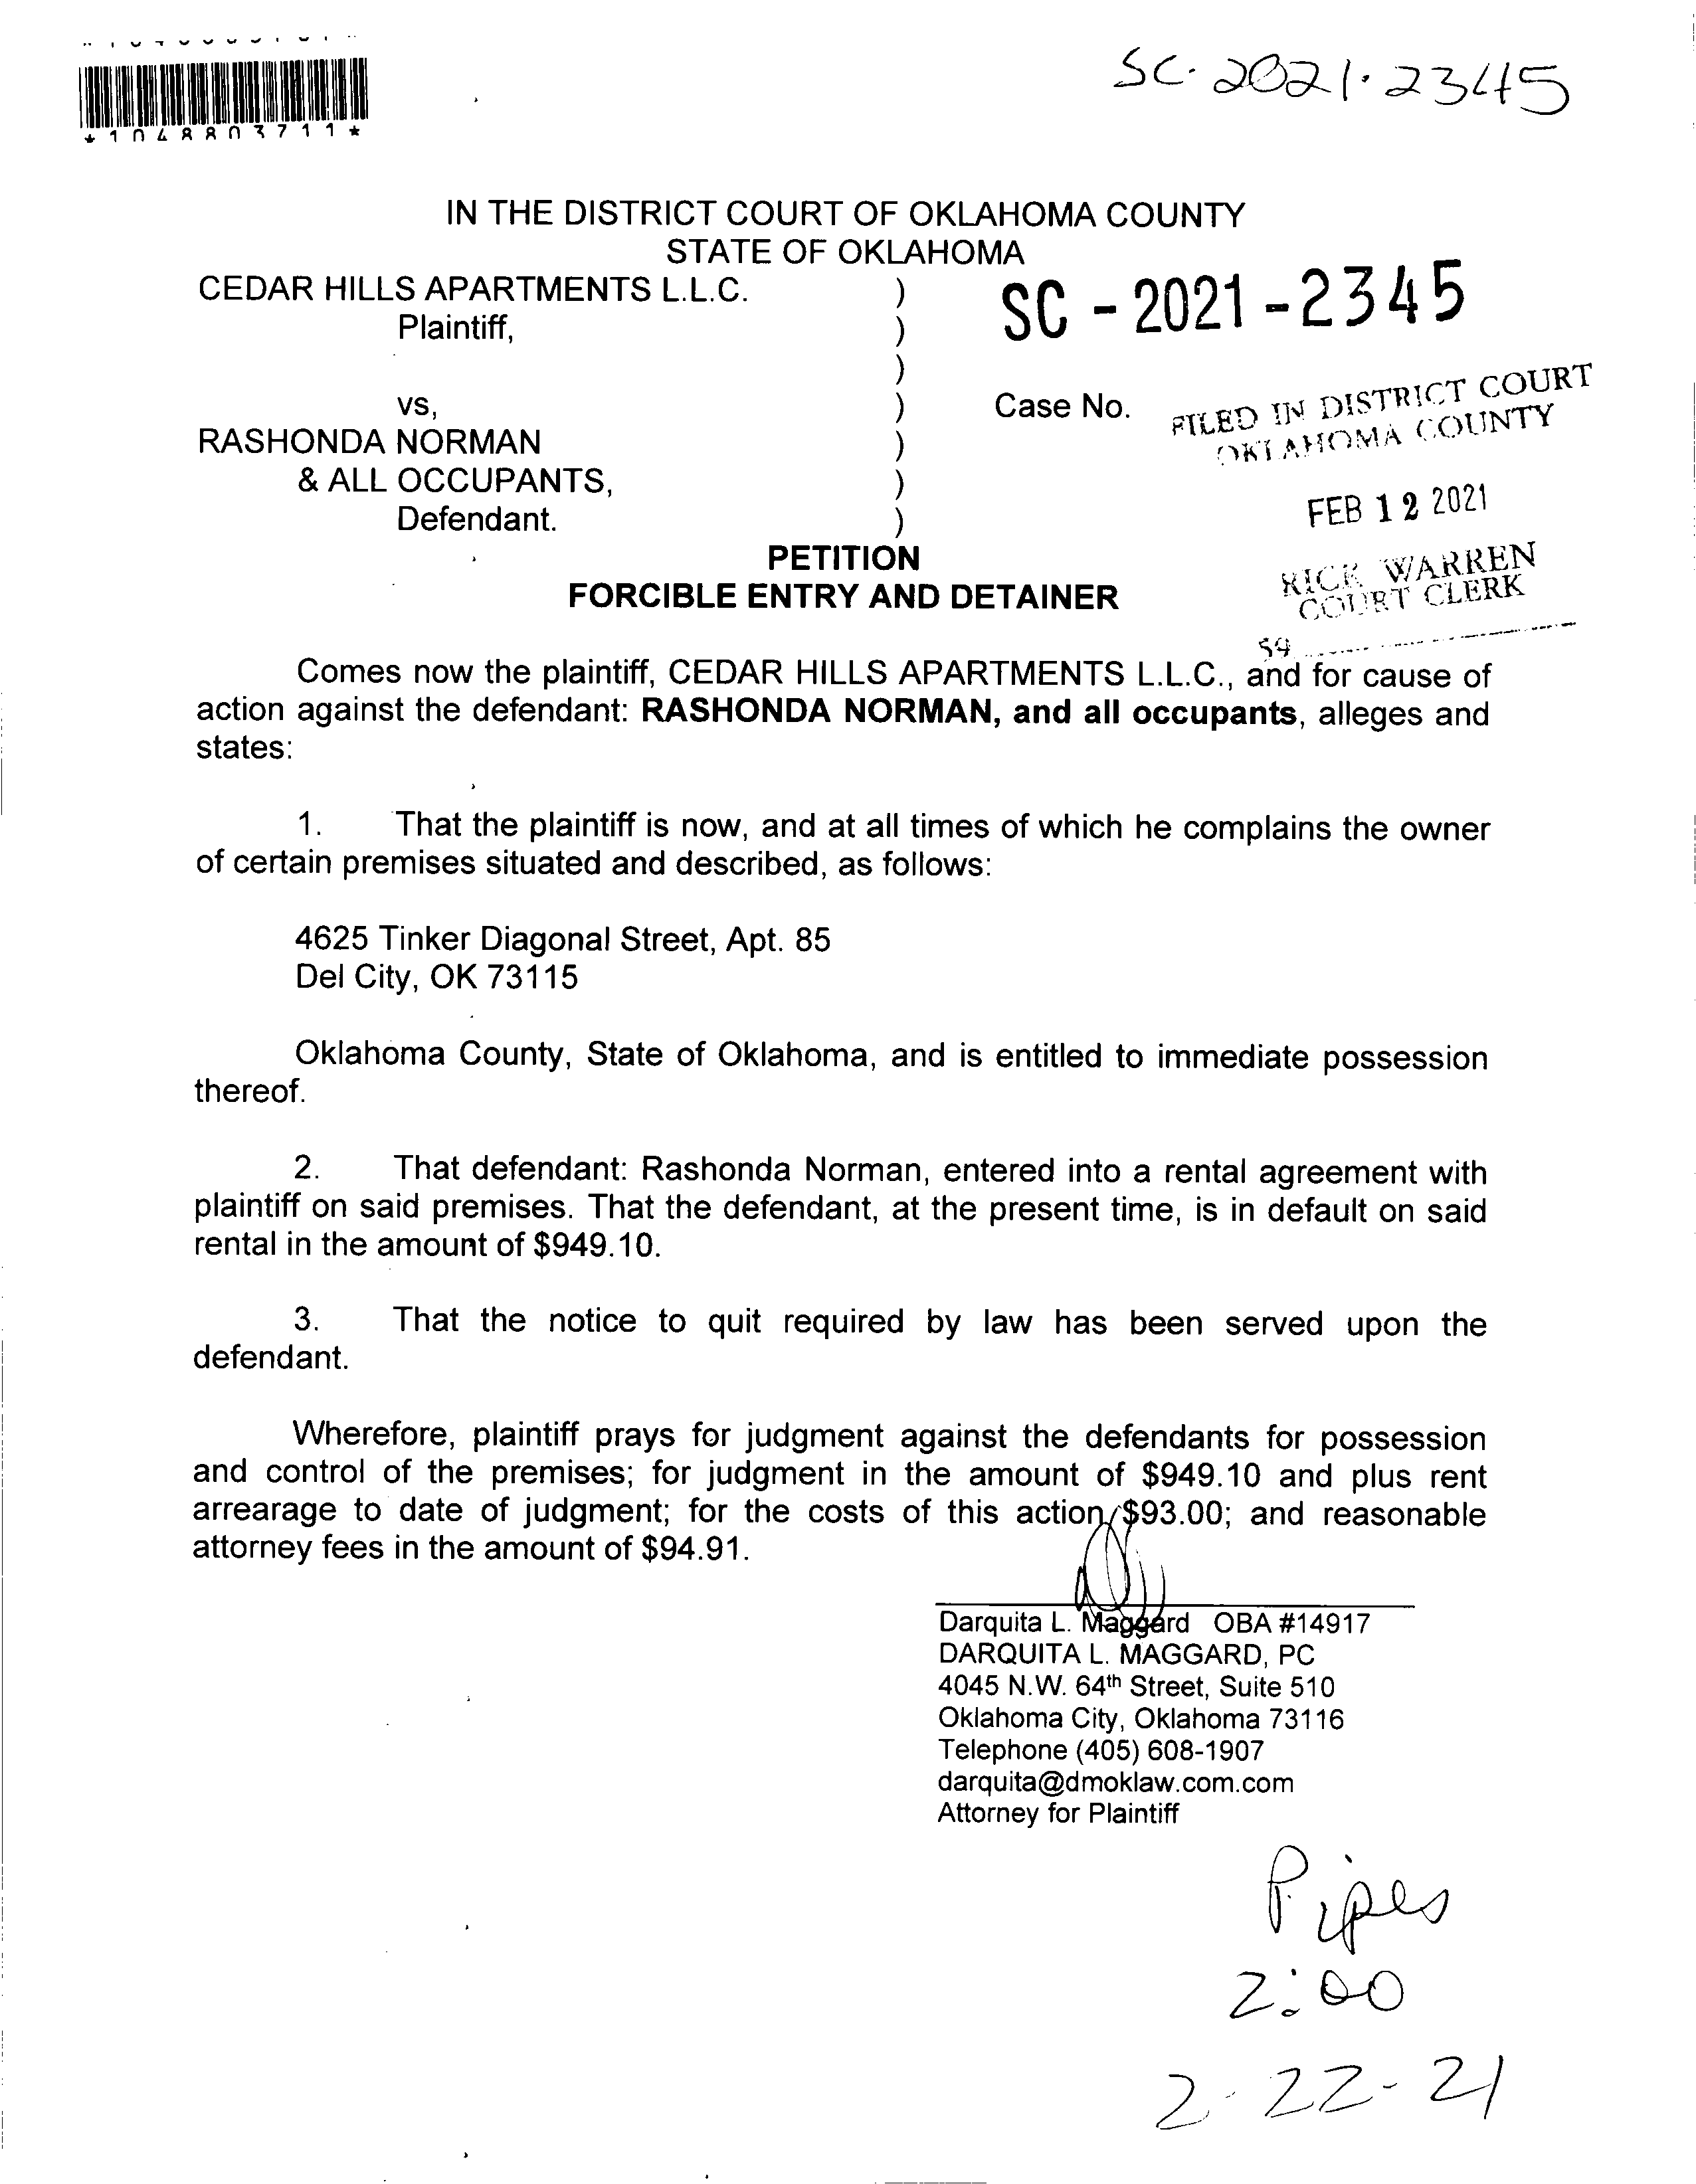 *1048803711*
SC-2021-2345
IN THE DISTRICT COURT OF OKLAHOMA COUNTY
STATE OF OKLAHOMA
CEDAR HILLS APARTMENTS L.L.C. )
Plaintiff, )
)
SC - 2021 - 2345
vs, ) Case No.
RASHONDA NORMAN )
& ALL OCCUPANTS, )
Defendant. )
FILED IN DISTRICT COURT
OKLAHOMA COUNTY
FEB 12 2021
RICK WARREN
COURT CLERK
59
PETITION
FORCIBLE ENTRY AND DETAINER
Comes now the plaintiff, CEDAR HILLS APARTMENTS L.L.C., and for cause of
action against the defendant: RASHONDA NORMAN, and all occupants, alleges and
states:
1. That the plaintiff is now, and at all times of which he complains the owner
of certain premises situated and described, as follows:
4625 Tinker Diagonal Street, Apt. 85
Del City, OK 73115
Oklahoma County, State of Oklahoma, and is entitled to immediate possession
thereof.
2. That defendant: Rashonda Norman, entered into a rental agreement with
plaintiff on said premises. That the defendant, at the present time, is in default on said
rental in the amount of $949.10.
3. That the notice to quit required by law has been served upon the
defendant.
Wherefore, plaintiff prays for judgment against the defendants for possession
and control of the premises; for judgment in the amount of $949.10 and plus rent
arrearage to date of judgment; for the costs of this action, $93.00; and reasonable
attorney fees in the amount of $94.91.
Darquita L. Maggard OBA #14917
DARQUITA L. MAGGARD, PC
4045 N.W. 64th Street, Suite 510
Oklahoma City, Oklahoma 73116
Telephone (405) 608-1907
darquita@dmoklaw.com.com
Attorney for Plaintiff
Pipes
2:00
2-22-21